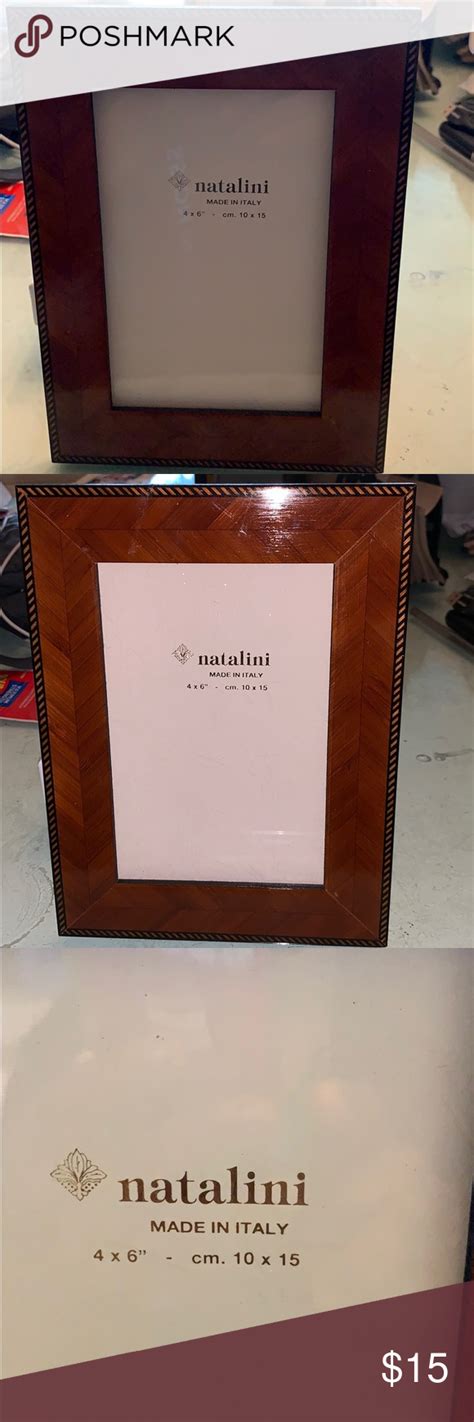 POSHMARK
natalini
MADE IN ITALY
4 x 6" - cm. 10 x 15
natalini
MADE IN ITALY
4 x 6" - cm. 10 x 15
natalini
MADE IN ITALY
4 x 6" - cm. 10 x 15
$15